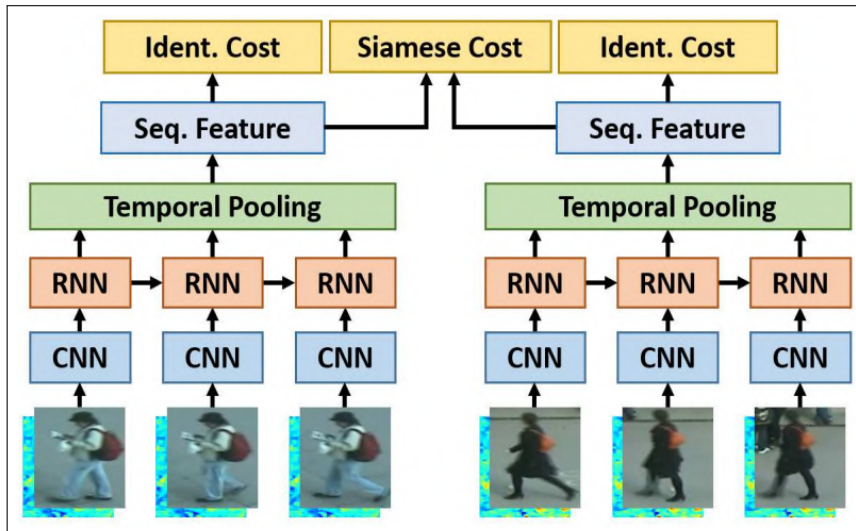 Ident. Cost Siamese Cost Ident. Cost
Seq. Feature Seq. Feature
Temporal Pooling Temporal Pooling
RNN RNN RNN RNN RNN RNN
CNN CNN CNN CNN CNN CNN